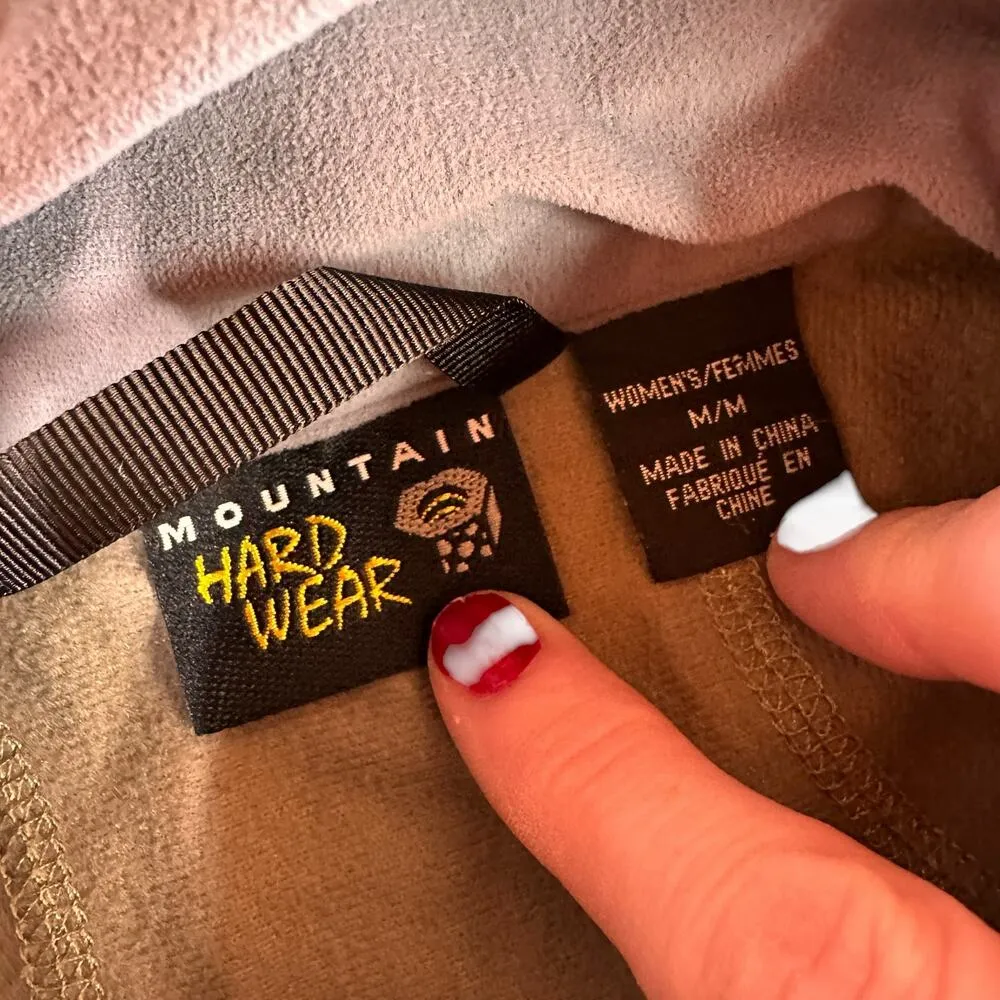 MOUNTAIN
HARD
WEAR
WOMEN'S/FEMMES
M/M
MADE IN CHINA
FABRIQUÉ EN
CHINE